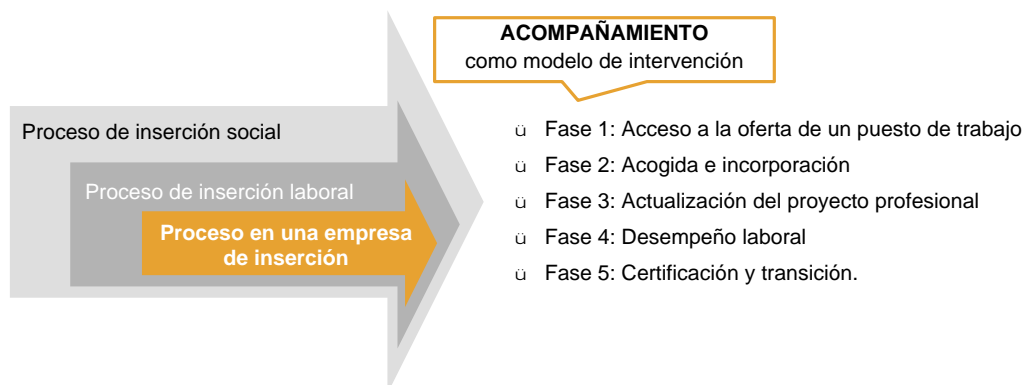 ACOMPAÑAMIENTO
como modelo de intervención
Proceso de inserción social
Proceso de inserción laboral
Proceso en una empresa
de inserción
ü Fase 1: Acceso a la oferta de un puesto de trabajo
ü Fase 2: Acogida e incorporación
ü Fase 3: Actualización del proyecto profesional
ü Fase 4: Desempeño laboral
ü Fase 5: Certificación y transición.